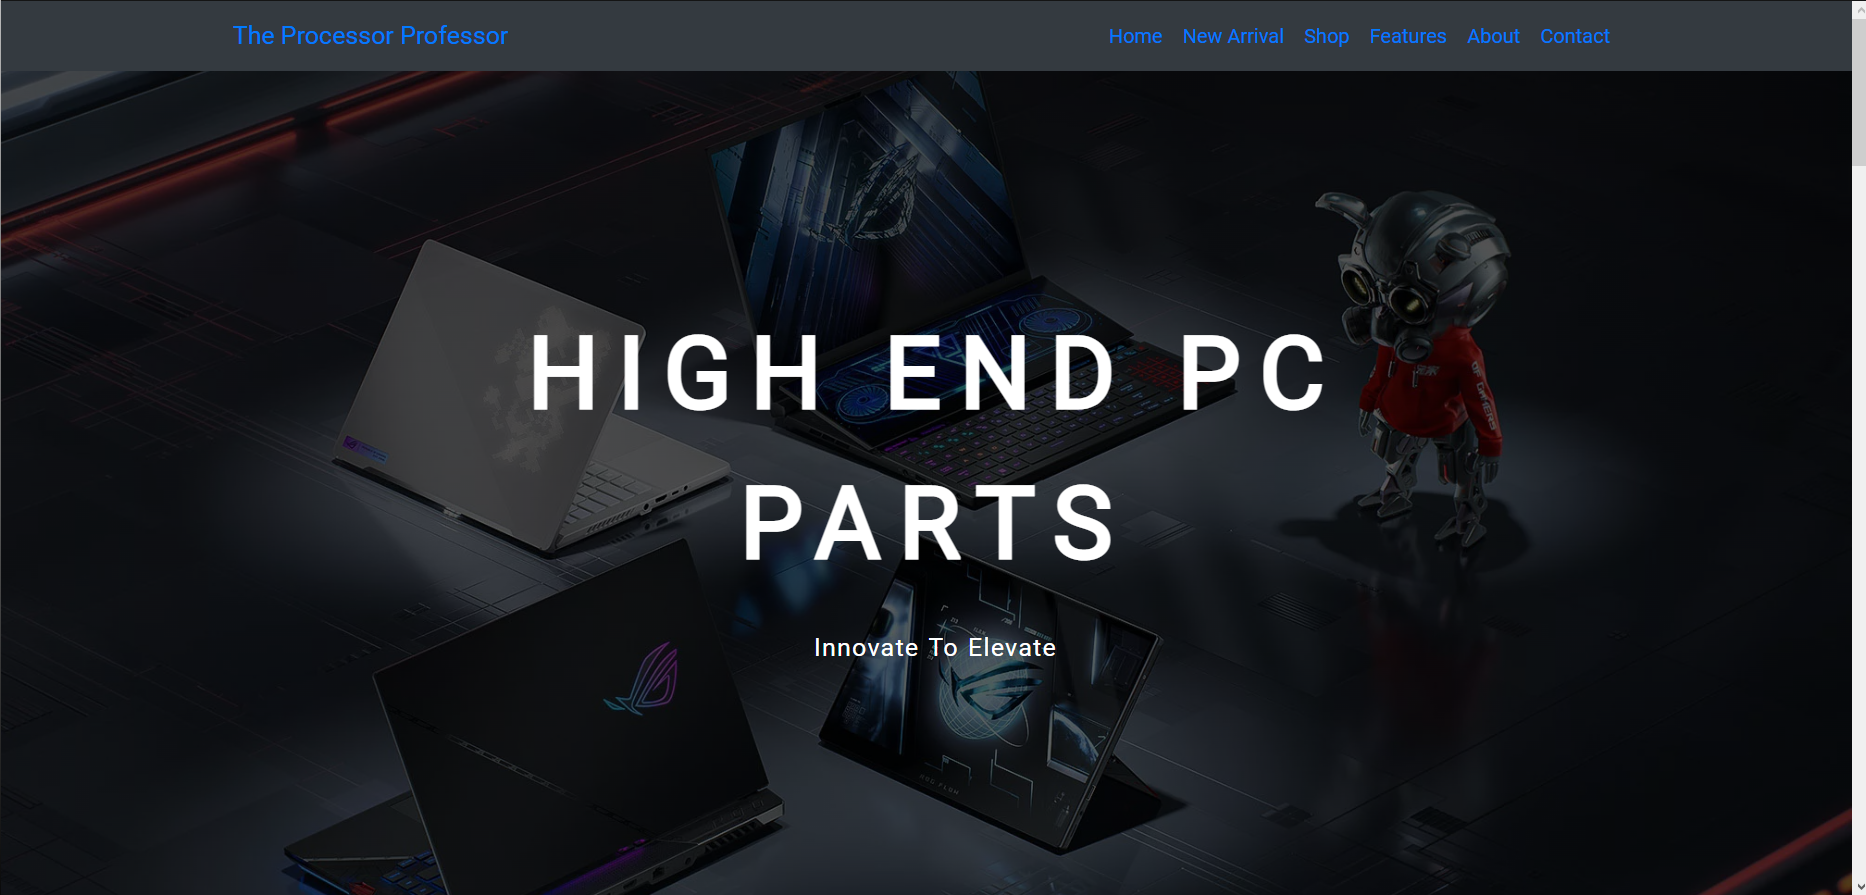 The Processor Professor
Home New Arrival Shop Features About Contact
HIGH END PC
PARTS
Innovate To Elevate